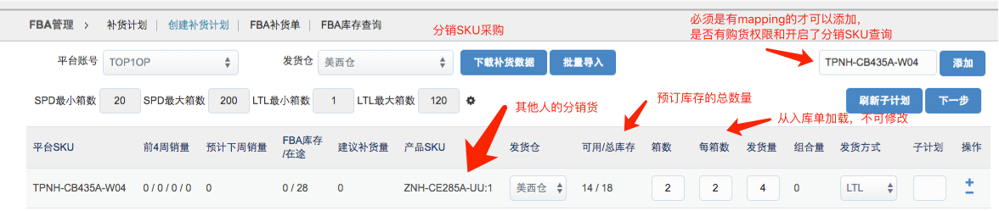 FBA管理 > 补货计划 | 创建补货计划 | FBA补货单 | FBA库存查询
分销SKU采购
必须是有mapping的才可以添加，
是否有购货权限和开启了分销SKU查询
平台账号 TOP1OP 发货仓 美西仓 下载补货数据 批量导入 TPNH-CB435A-W04 添加
SPD最小箱数 20 SPD最大箱数 200 LTL最小箱数 1 LTL最大箱数 120 刷新子计划 下一步
其他人的分销货
预订库存的总数量
从入库单加载，不可修改
平台SKU 前4周销量 预计下周销量 FBA库存 建议补货量 产品SKU 发货仓 可用/总库存 箱数 每箱数 发货量 组合量 发货方式 子计划 操作
/在途
TPNH-CB435A-W04 0 / 0 / 0 / 0 0 0 / 28 0 ZNH-CE285A-UU:1 美西仓 14 / 18 2 2 4 0 LTL + −